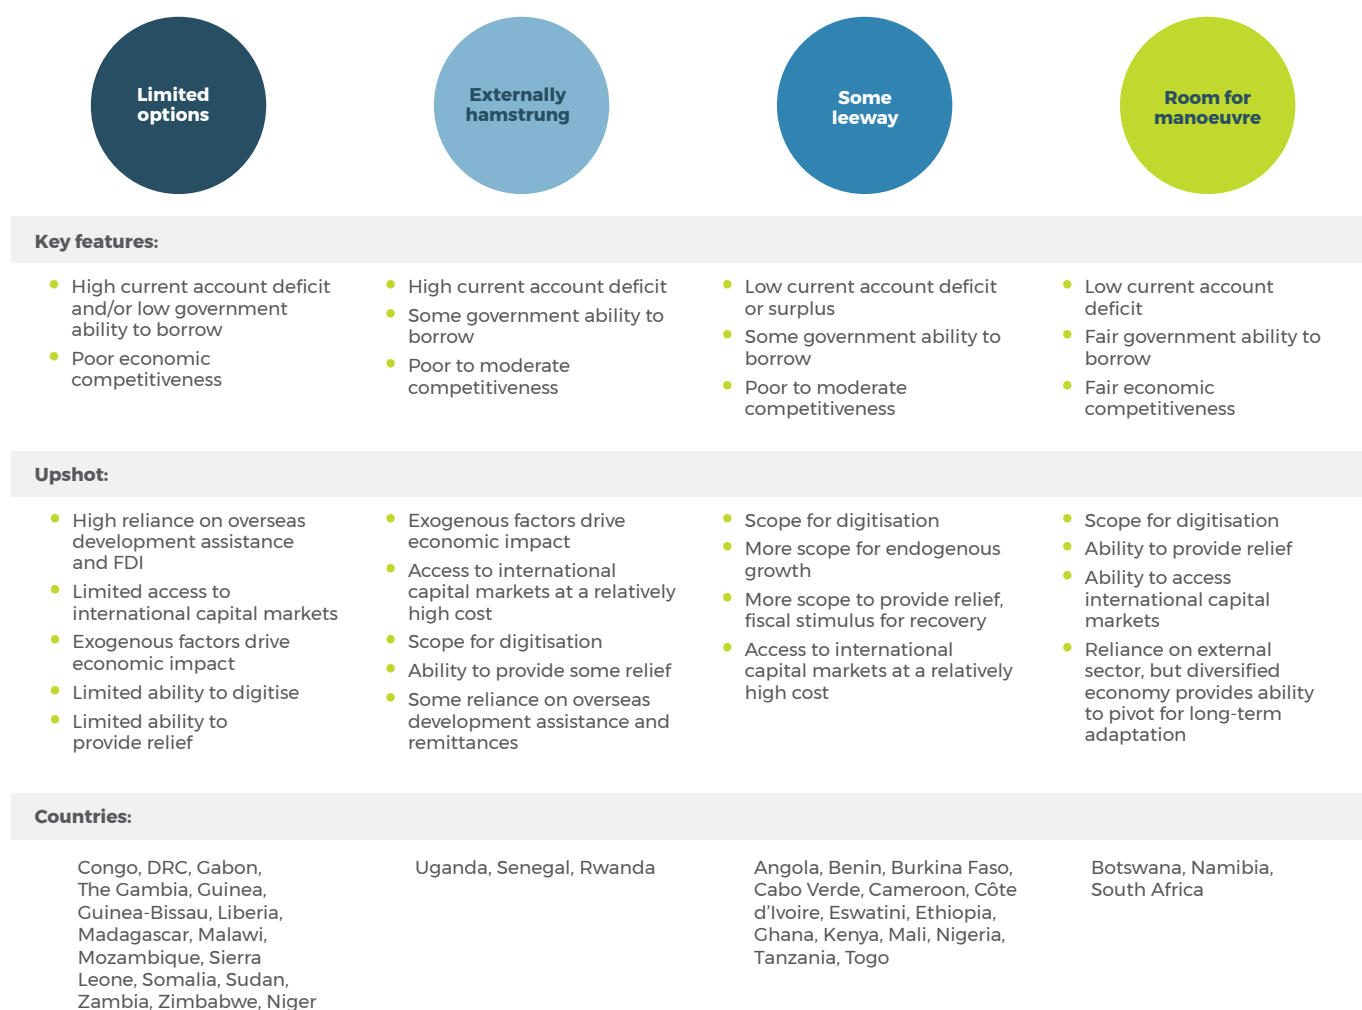 Limited
options
Externally
hamstrung
Some
leeway
Room for
manoeuvre
Key features:
High current account deficit
and/or low government
ability to borrow
Poor economic
competitiveness
High current account deficit
Some government ability to
borrow
Poor to moderate
competitiveness
Low current account deficit
or surplus
Some government ability to
borrow
Poor to moderate
competitiveness
Low current account
deficit
Fair government ability to
borrow
Fair economic
competitiveness
Upshot:
High reliance on overseas
development assistance
and FDI
Limited access to
international capital markets
Exogenous factors drive
economic impact
Limited ability to digitise
Limited ability to
provide relief
Exogenous factors drive
economic impact
Access to international
capital markets at a relatively
high cost
Scope for digitisation
Ability to provide some relief
Some reliance on overseas
development assistance and
remittances
Scope for digitisation
More scope for endogenous
growth
More scope to provide relief,
fiscal stimulus for recovery
Access to international
capital markets at a relatively
high cost
Scope for digitisation
Ability to provide relief
Ability to access
international capital
markets
Reliance on external
sector, but diversified
economy provides ability
to pivot for long-term
adaptation
Countries:
Congo, DRC, Gabon,
The Gambia, Guinea,
Guinea-Bissau, Liberia,
Madagascar, Malawi,
Mozambique, Sierra
Leone, Somalia, Sudan,
Zambia, Zimbabwe, Niger
Uganda, Senegal, Rwanda
Angola, Benin, Burkina Faso,
Cabo Verde, Cameroon, Côte
d’Ivoire, Eswatini, Ethiopia,
Ghana, Kenya, Mali, Nigeria,
Tanzania, Togo
Botswana, Namibia,
South Africa